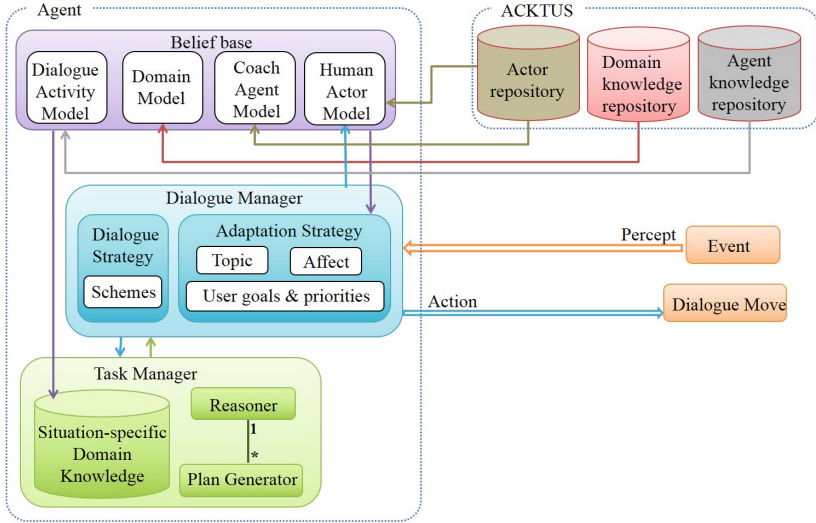 Agent
ACKTUS
Belief base
Dialogue
Activity
Model
Domain
Model
Coach
Agent
Model
Human
Actor
Model
Actor
repository
Domain
knowledge
repository
Agent
knowledge
repository
Dialogue Manager
Dialogue
Strategy
Schemes
Adaptation Strategy
Topic
Affect
User goals & priorities
Percept
Event
Action
Dialogue Move
Task Manager
Situation-specific
Domain
Knowledge
Reasoner
1
*
Plan Generator